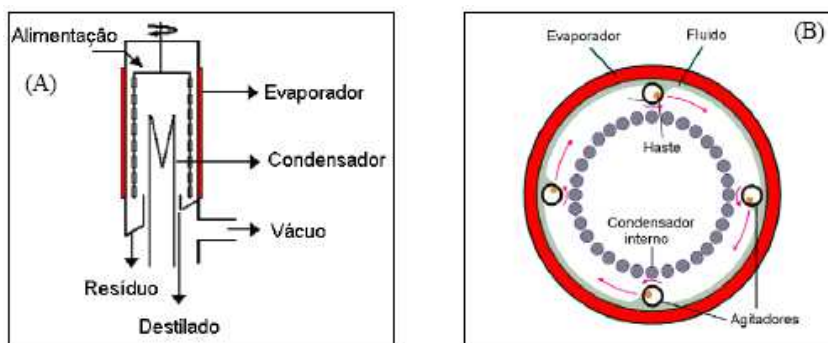 Alimentação
(A)
Evaporador
Condensador
Vácuo
Resíduo
Destilado
Evaporador
Fluido
(B)
Haste
Condensador
interno
Agitadores